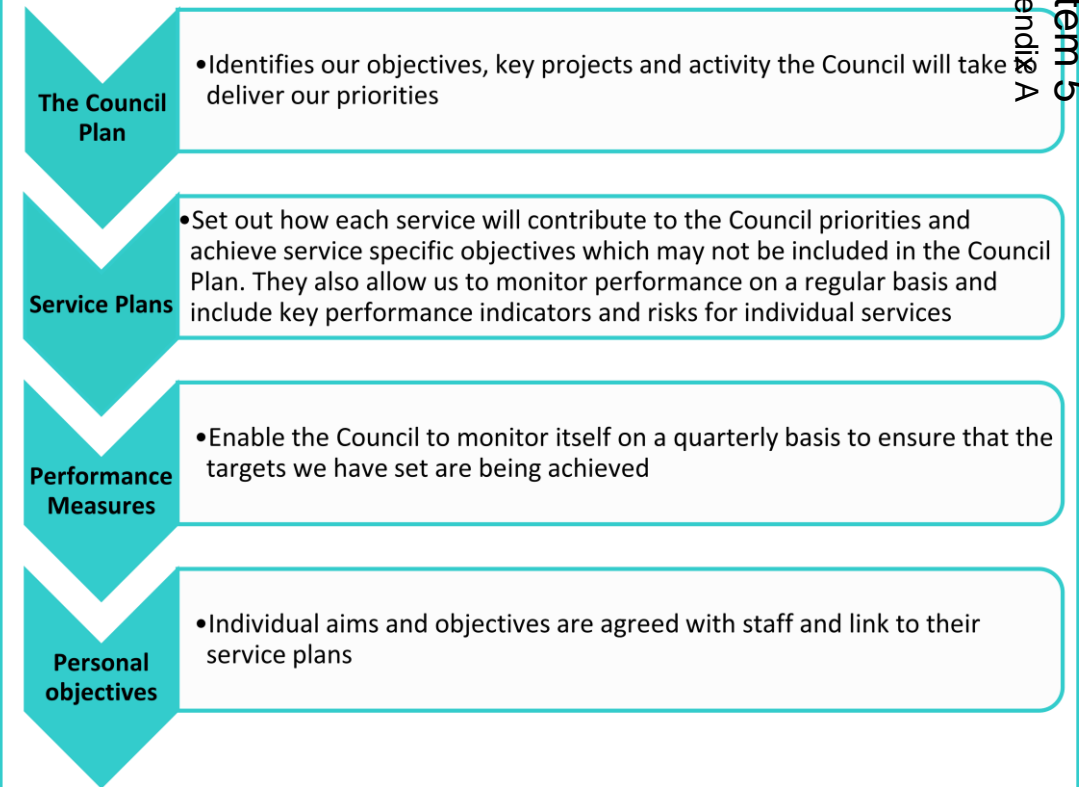 The Council
Plan
•Identifies our objectives, key projects and activity the Council will take to
deliver our priorities
Service Plans
•Set out how each service will contribute to the Council priorities and
achieve service specific objectives which may not be included in the Council
Plan. They also allow us to monitor performance on a regular basis and
include key performance indicators and risks for individual services
Performance
Measures
•Enable the Council to monitor itself on a quarterly basis to ensure that the
targets we have set are being achieved
Personal
objectives
•Individual aims and objectives are agreed with staff and link to their
service plans
tem 5
endix A